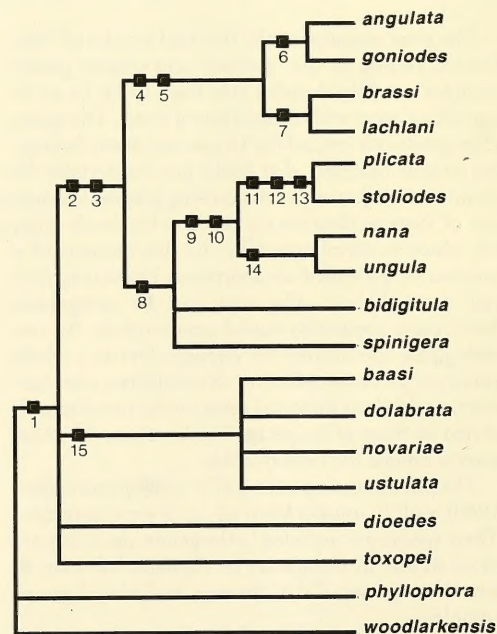 angulata
6
goniodes
4 5
brassi
7
lachlani
plicata
11 12 13
stoliodes
2 3
9 10
nana
14
ungula
8
bidigitula
spinigera
baasi
1
dolabrata
15
novariae
ustulata
dioedes
toxopei
phyllophora
woodlarkensis